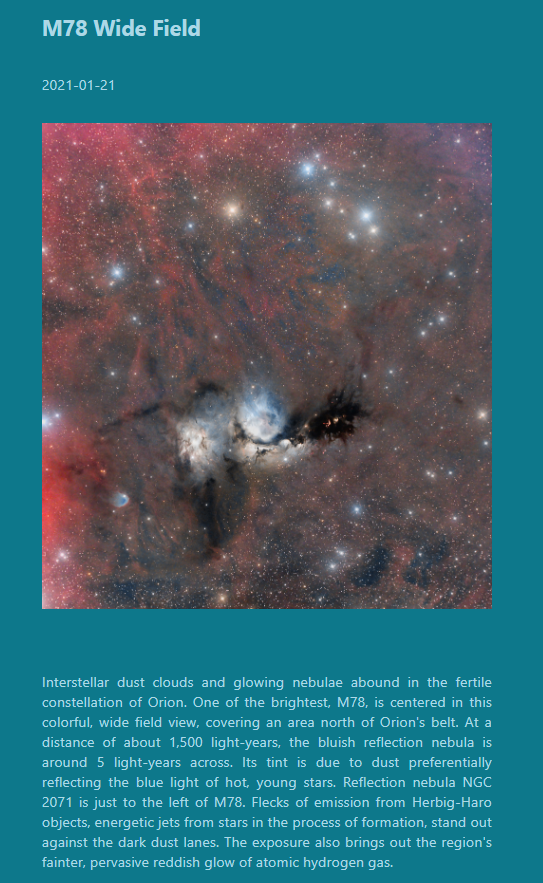 M78 Wide Field
2021-01-21
Interstellar dust clouds and glowing nebulae abound in the fertile
constellation of Orion. One of the brightest, M78, is centered in this
colorful, wide field view, covering an area north of Orion's belt. At a
distance of about 1,500 light-years, the bluish reflection nebula is
around 5 light-years across. Its tint is due to dust preferentially
reflecting the blue light of hot, young stars. Reflection nebula NGC
2071 is just to the left of M78. Flecks of emission from Herbig-Haro
objects, energetic jets from stars in the process of formation, stand out
against the dark dust lanes. The exposure also brings out the region's
fainter, pervasive reddish glow of atomic hydrogen gas.